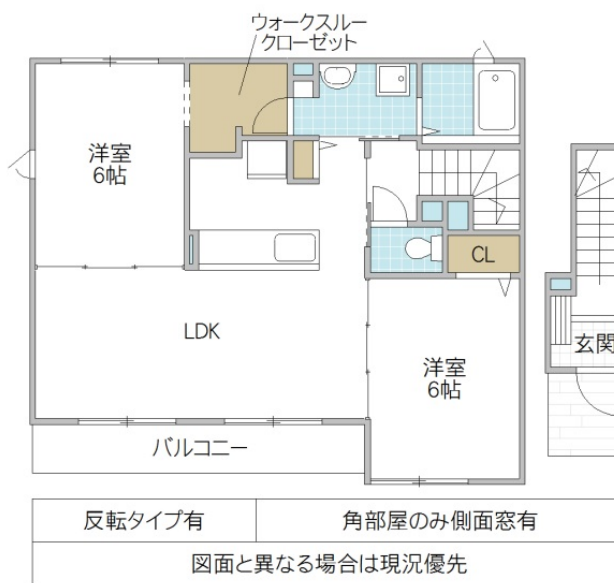 ウォークスルー
クローゼット
洋室
6帖
CL
LDK
洋室
6帖
玄関
バルコニー
反転タイプ有
角部屋のみ側面窓有
図面と異なる場合は現況優先